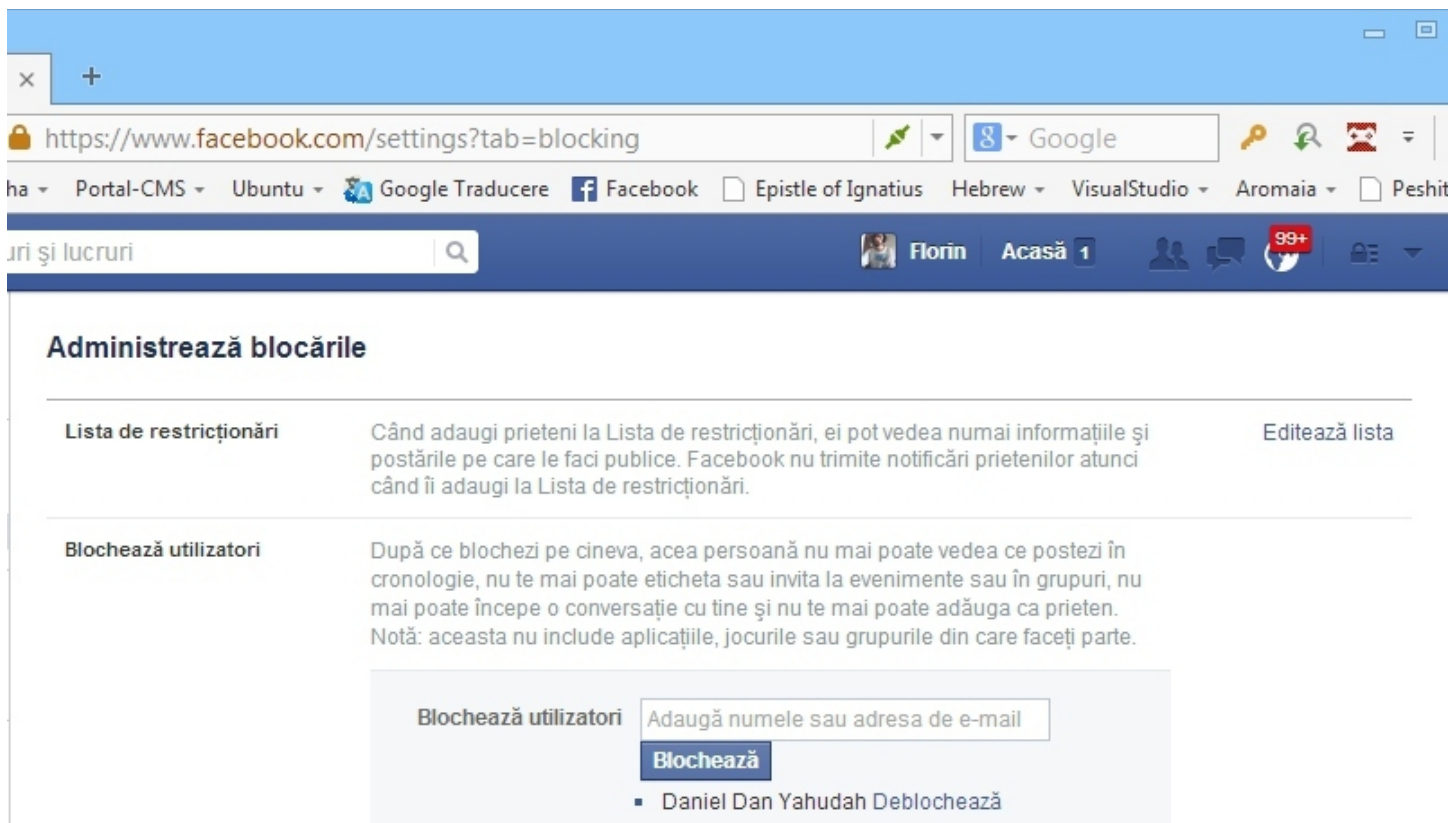 https://www.facebook.com/settings?tab=blocking Google
Portal-CMS Ubuntu Google Traducere Facebook Epistle of Ignatius Hebrew VisualStudio Aromaia
şi lucruri Florin Acasă 1 99+
Administrează blocările
Lista de restricționări
Când adaugi prieteni la Lista de restricționări, ei pot vedea numai informațiile şi
postările pe care le faci publice. Facebook nu trimite notificări prietenilor atunci
când îi adaugi la Lista de restricționări.
Editează lista
Blochează utilizatori
După ce blochezi pe cineva, acea persoană nu mai poate vedea ce postezi în
cronologie, nu te mai poate eticheta sau invita la evenimente sau în grupuri, nu
mai poate începe o conversație cu tine şi nu te mai poate adăuga ca prieten.
Notă: aceasta nu include aplicațiile, jocurile sau grupurile din care faceți parte.
Blochează utilizatori Adaugă numele sau adresa de e-mail
Blochează
Daniel Dan Yahudah Deblochează